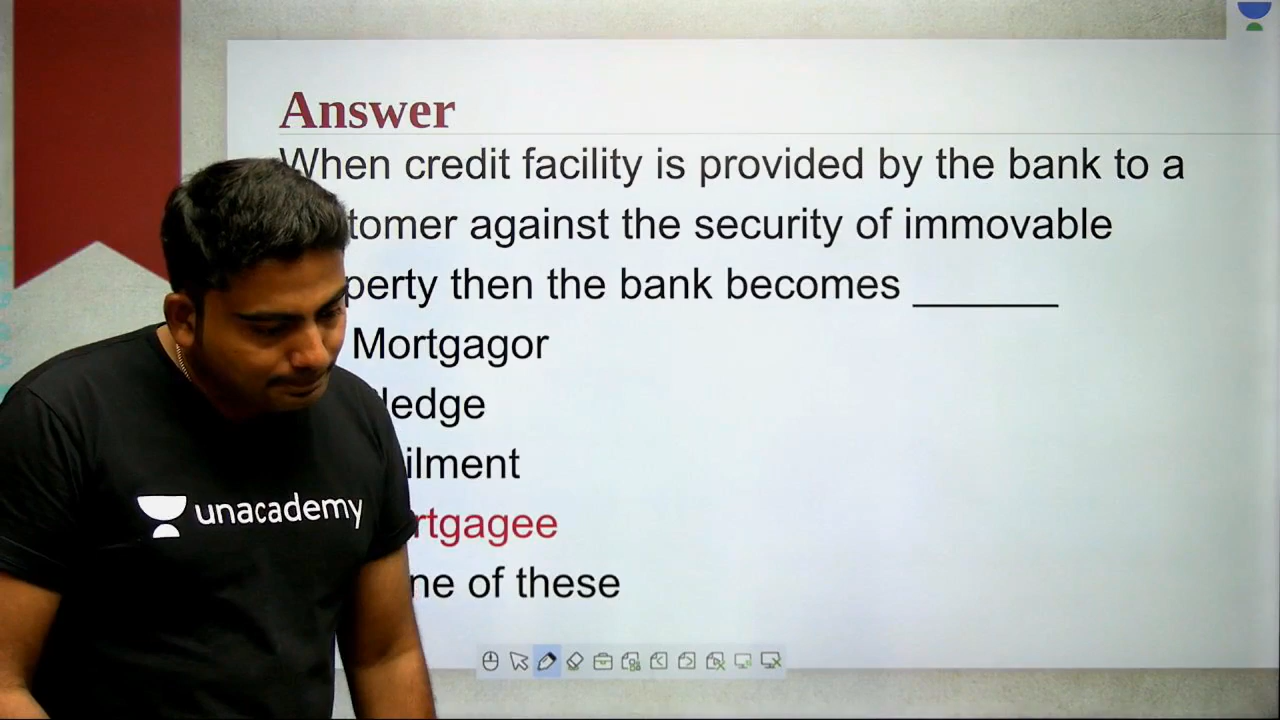 Answer
When credit facility is provided by the bank to a
tomer against the security of immovable
perty then the bank becomes ______
Mortgagor
ledge
ilment
rtgagee
ne of these
unacademy